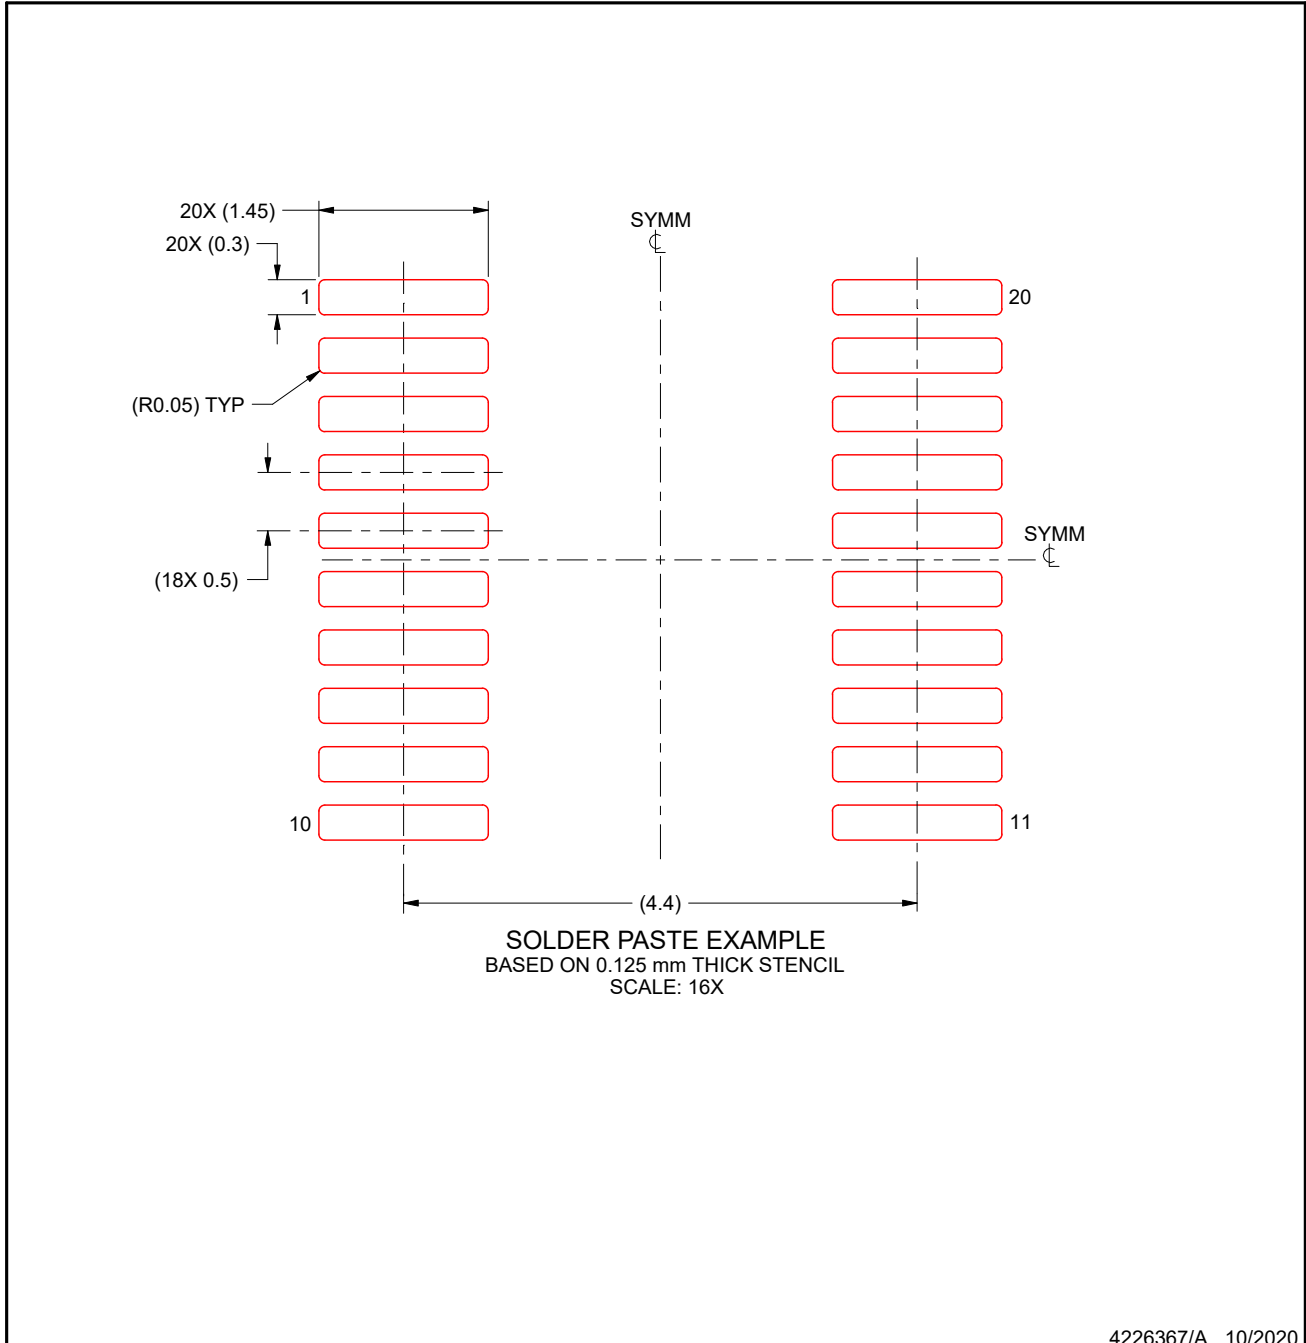 20X (1.45)
20X (0.3)
SYMM
℄
1
20
(R0.05) TYP
SYMM
℄
(18X 0.5)
10
11
(4.4)
SOLDER PASTE EXAMPLE
BASED ON 0.125 mm THICK STENCIL
SCALE: 16X
4226367/A 10/2020